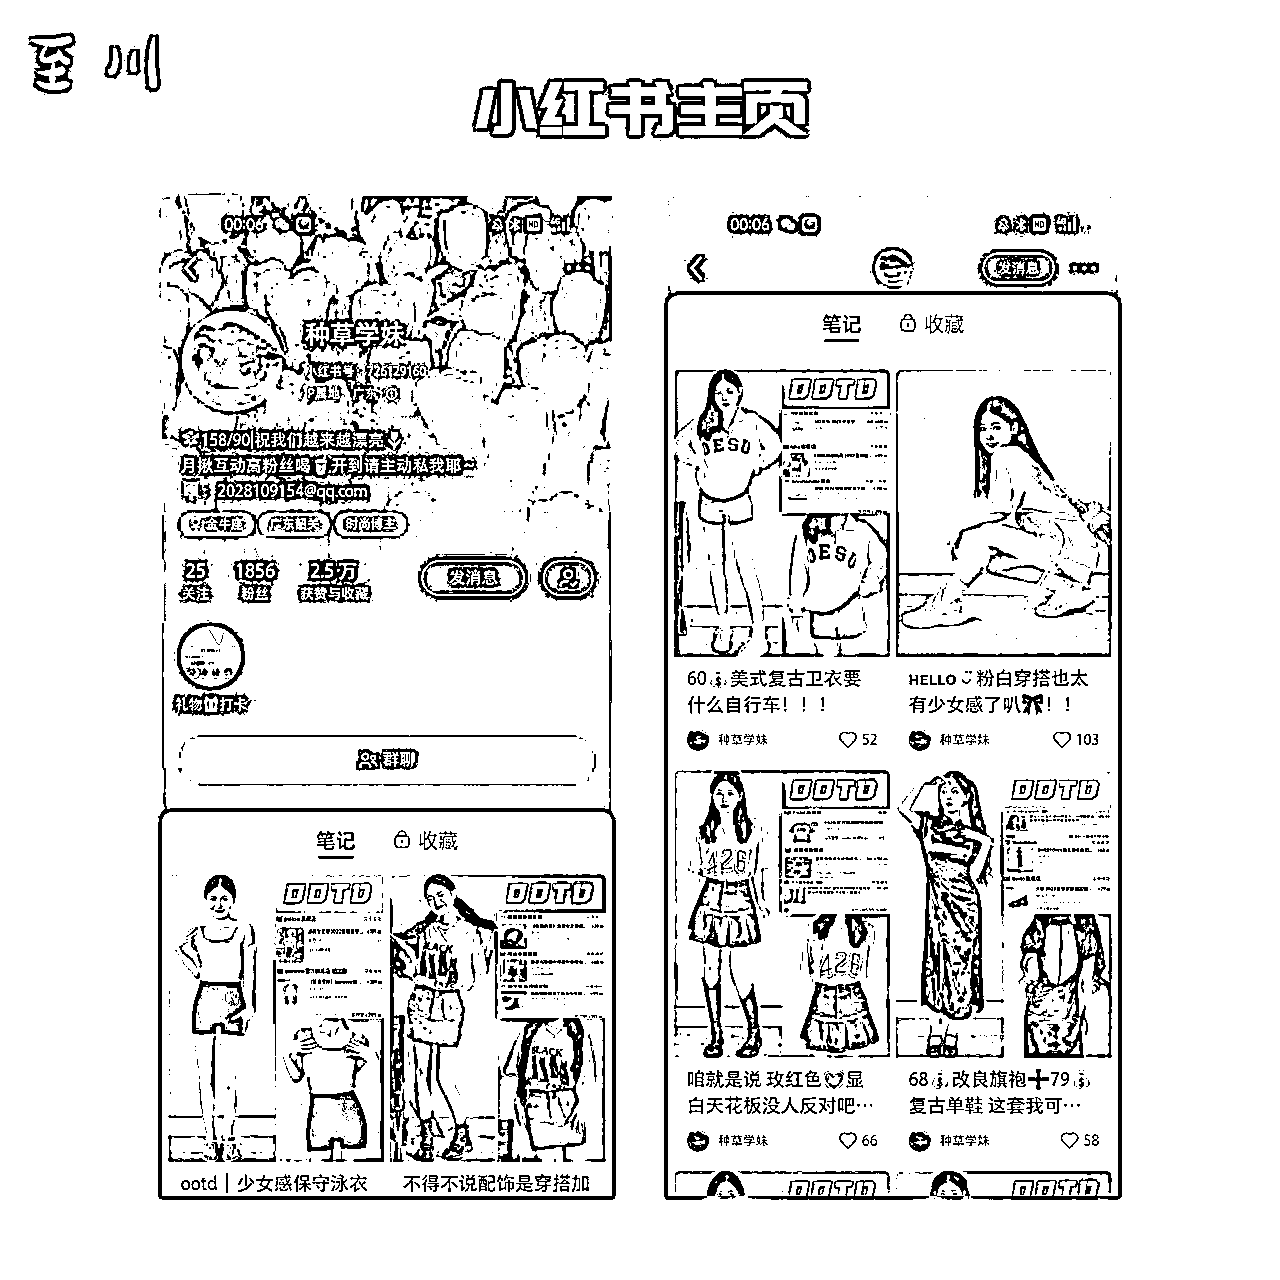 至 川
小红书主页
00:06
种草学妹
IP属地：广东
158/90 祝我们越来越漂亮
月揪互动高粉丝喝🥤开到请主动私我耶~
2028109154@qq.com
金牛座
广东韶关
时尚博主
25
关注
1856
粉丝
2.5万
获赞与收藏
发消息
礼物打卡
群聊
笔记
收藏
OOTD
OOTD
BLACK
BLACK
ootd｜少女感保守泳衣
不得不说配饰是穿搭加
00:06
HD
发消息
笔记
收藏
OOTD
60💰美式复古卫衣要
什么自行车！！！
种草学妹
52
HELLO 粉白穿搭也太
有少女感了叭🎀！！
种草学妹
103
OOTD
426
426
咱就是说 玫红色显
白天花板没人反对吧…
种草学妹
66
OOTD
68💰改良旗袍➕79💰
复古单鞋 这套我可…
种草学妹
58
OOTD
OOTD